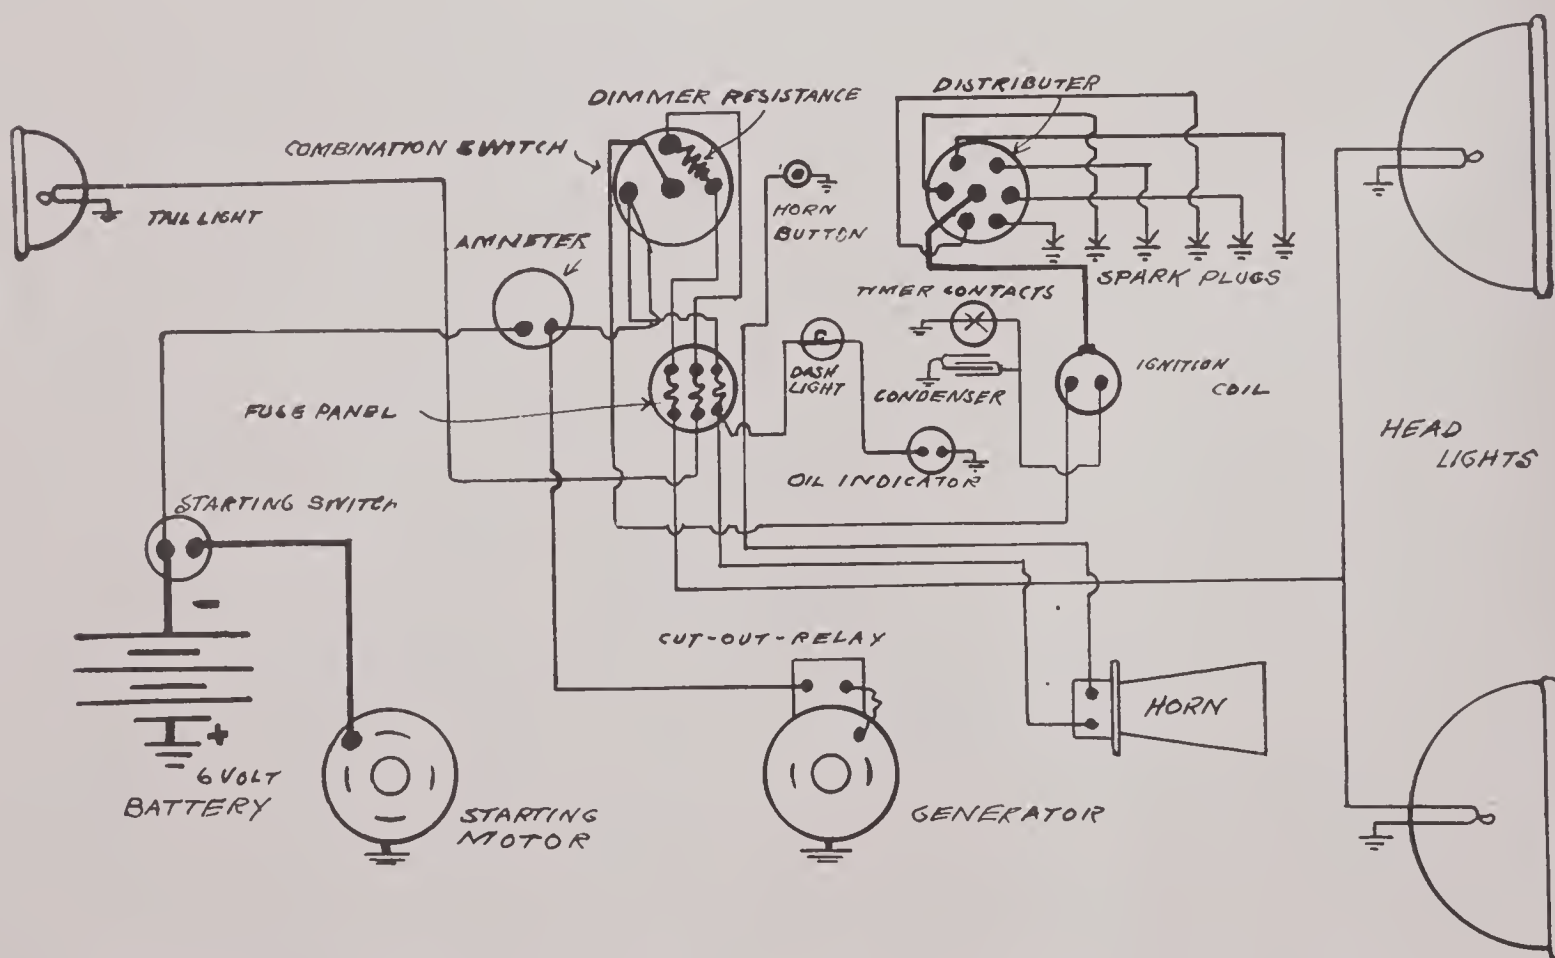 DISTRIBUTER
DIMMER RESISTANCE
COMBINATION SWITCH
TAIL LIGHT
AMNETER
HORN
BUTTON
SPARK PLUGS
TIMER CONTACTS
IGNITION
COIL
DASH
LIGHT
CONDENSER
FUSE PANEL
HEAD
LIGHTS
OIL INDICATOR
STARTING SWITCH
-
CUT-OUT-RELAY
HORN
+
6 VOLT
BATTERY
STARTING
MOTOR
GENERATOR